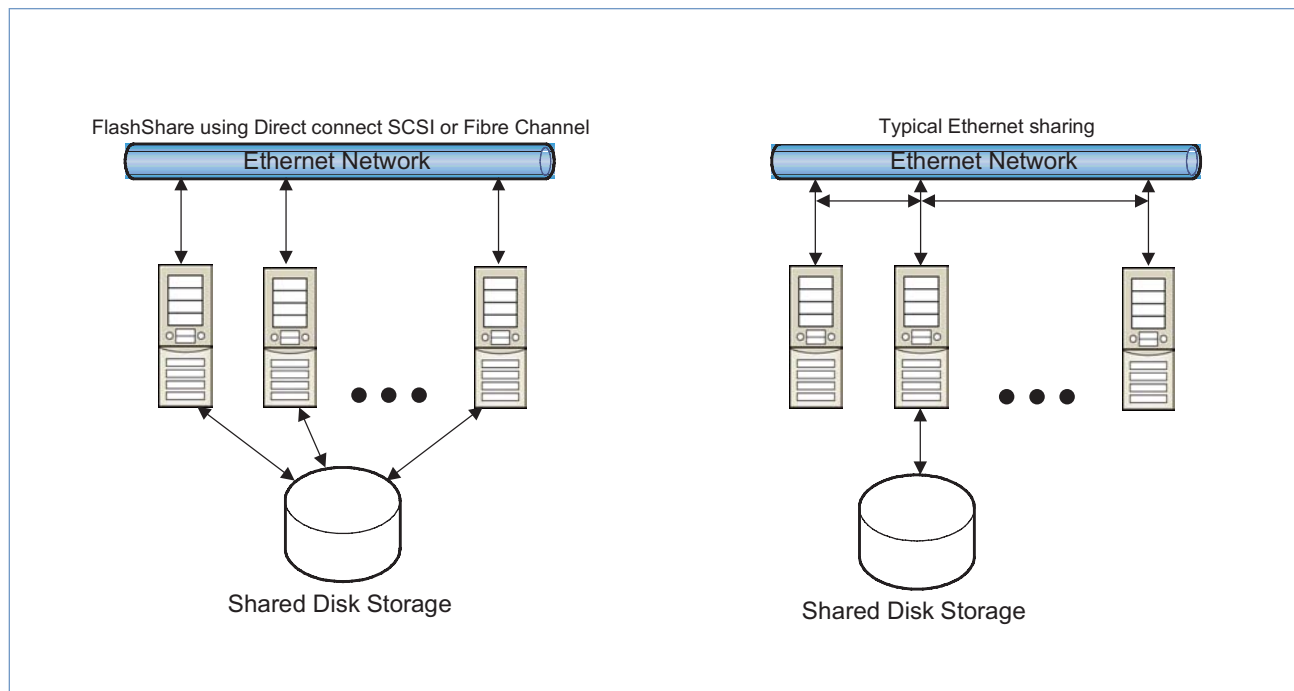 FlashShare using Direct connect SCSI or Fibre Channel
Ethernet Network
Shared Disk Storage
Typical Ethernet sharing
Ethernet Network
Shared Disk Storage